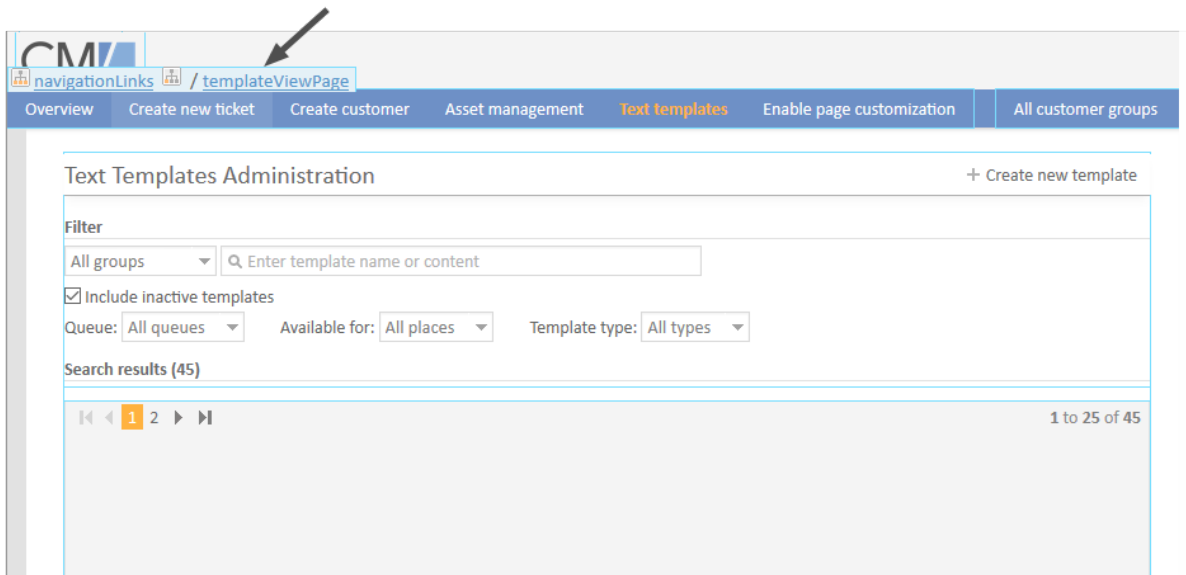 CM/
navigationLinks / templateViewPage
Overview Create new ticket Create customer Asset management Text templates Enable page customization All customer groups
Text Templates Administration + Create new template
Filter
All groups Enter template name or content
Include inactive templates
Queue: All queues Available for: All places Template type: All types
Search results (45)
1 2 1 to 25 of 45